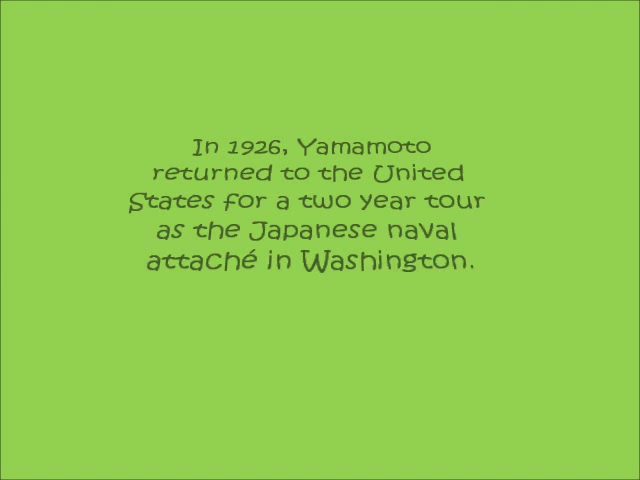 In 1926, Yamamoto
returned to the United
States for a two year tour
as the Japanese naval
attaché in Washington.